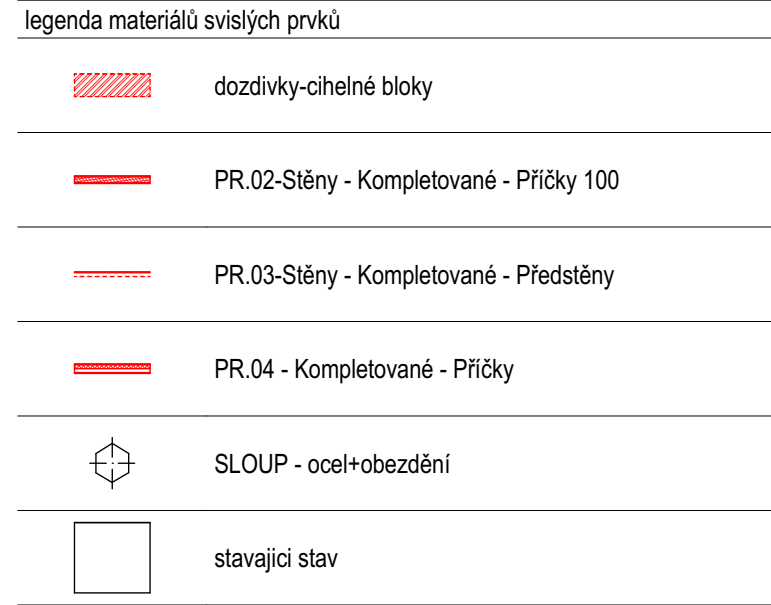 legenda materiálů svislých prvků
dozdivky-cihelné bloky
PR.02-Stěny - Kompletované - Příčky 100
PR.03-Stěny - Kompletované - Předstěny
PR.04 - Kompletované - Příčky
SLOUP - ocel+obezdění
stavajici stav